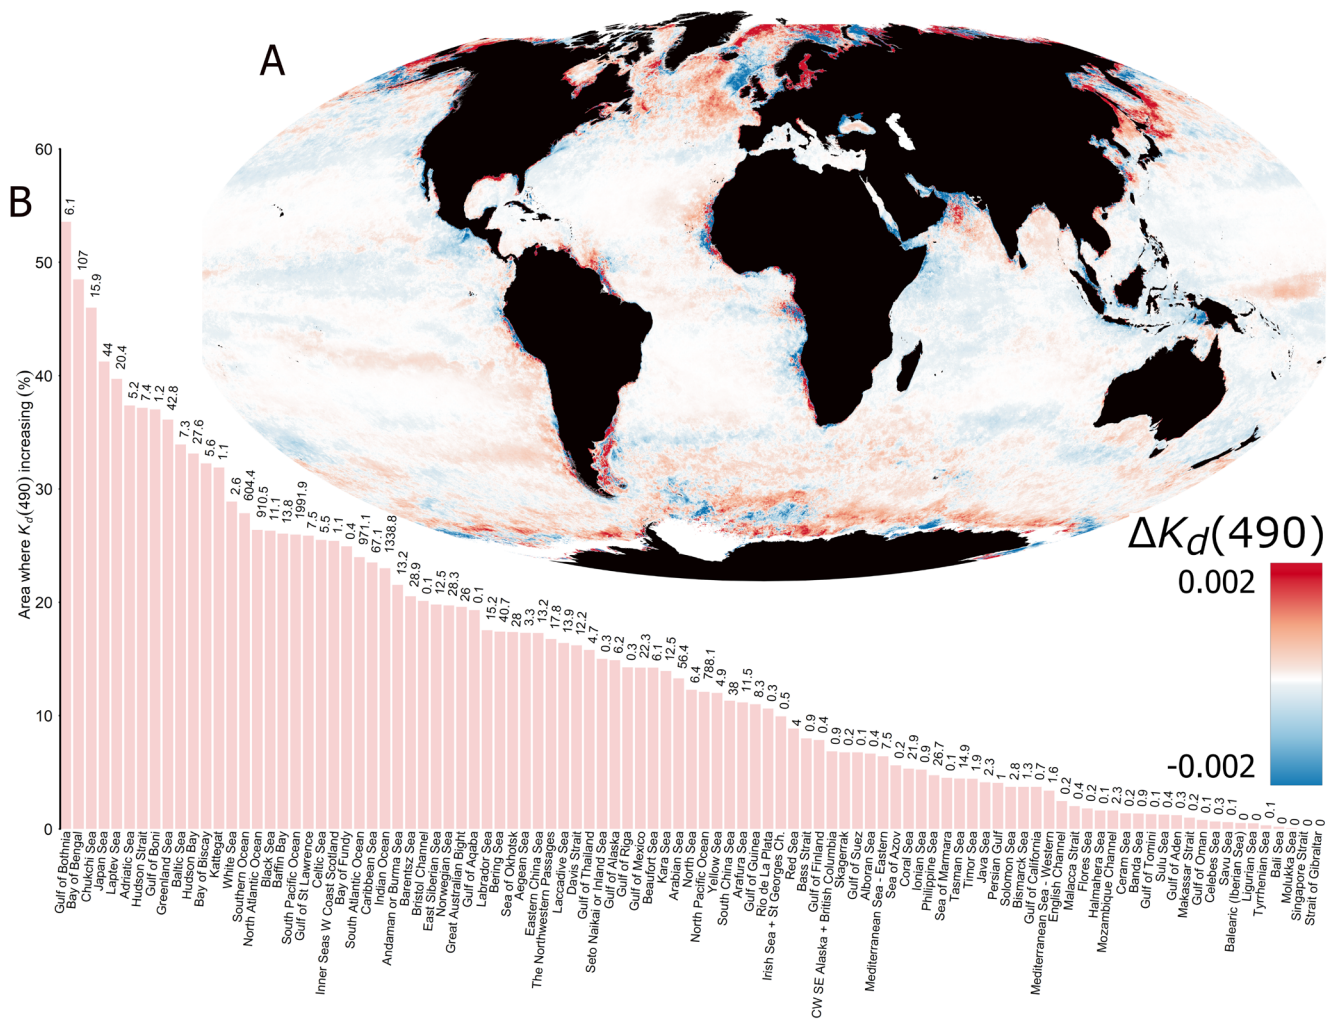 A
B
60
50
40
30
20
10
0
Area where K_d(490) increasing (%)
6.1
107
15.9
44
20.4
5.2
7.4
1.2
42.8
7.3
27.6
5.6
1.1
2.6
604.4
910.5
11.1
13.8
1991.9
7.5
5.5
1.1
0.4
971.1
67.1
1338.8
13.2
28.9
0.1
12.5
28.3
26
0.1
15.2
40.7
28
3.3
13.2
17.8
13.9
12.2
4.7
0.3
6.2
0.3
22.3
6.1
12.5
56.4
6.4
788.1
4.9
38
11.5
8.3
0.3
0.5
4
0.9
0.4
0.9
0.2
0.1
0.4
7.5
0.2
21.9
0.9
26.7
0.1
14.9
1.9
2.3
1
2.8
1.3
0.7
1.6
0.2
0.4
0.2
0.1
2.3
0.2
0.9
0.1
0.4
0.3
0.2
0.1
0.3
0.1
0
0
0.1
0
0
0
0
Gulf of Bothnia
Bay of Bengal
Chukchi Sea
Japan Sea
Laptev Sea
Adriatic Sea
Hudson Strait
Gulf of Boni
Greenland Sea
Baltic Sea
Hudson Bay
Bay of Biscay
Kattegat
White Sea
Southern Ocean
North Atlantic Ocean
Black Sea
Baffin Bay
South Pacific Ocean
Gulf of St Lawrence
Celtic Sea
Inner Seas W Coast Scotland
Bay of Fundy
South Atlantic Ocean
Caribbean Sea
Indian Ocean
Andaman or Burma Sea
Barentsz Sea
Bristol Channel
East Siberian Sea
Norwegian Sea
Great Australian Bight
Gulf of Aqaba
Labrador Sea
Bering Sea
Sea of Okhotsk
Aegean Sea
Eastern China Sea
The Northwestern Passages
Laccadive Sea
Davis Strait
Gulf of Thailand
Seto Naikai or Inland Sea
Gulf of Alaska
Gulf of Riga
Gulf of Mexico
Beaufort Sea
Kara Sea
Arabian Sea
North Sea
North Pacific Ocean
Yellow Sea
South China Sea
Arafura Sea
Gulf of Guinea
Rio de La Plata
Irish Sea + St Georges Ch.
Red Sea
Bass Strait
Gulf of Finland
CW SE Alaska + British Columbia
Skagerrak
Gulf of Suez
Alboran Sea
Mediterranean Sea - Eastern
Sea of Azov
Coral Sea
Ionian Sea
Philippine Sea
Sea of Marmara
Tasman Sea
Timor Sea
Java Sea
Persian Gulf
Solomon Sea
Bismarck Sea
Gulf of California
Mediterranean Sea - Western
English Channel
Malacca Strait
Flores Sea
Halmahera Sea
Mozambique Channel
Ceram Sea
Banda Sea
Gulf of Tomini
Sulu Sea
Gulf of Aden
Makassar Strait
Gulf of Oman
Celebes Sea
Savu Sea
Balearic (Iberian Sea)
Ligurian Sea
Tyrrhenian Sea
Bali Sea
Molukka Sea
Singapore Strait
Strait of Gibraltar
ΔK_d(490)
0.002
-0.002